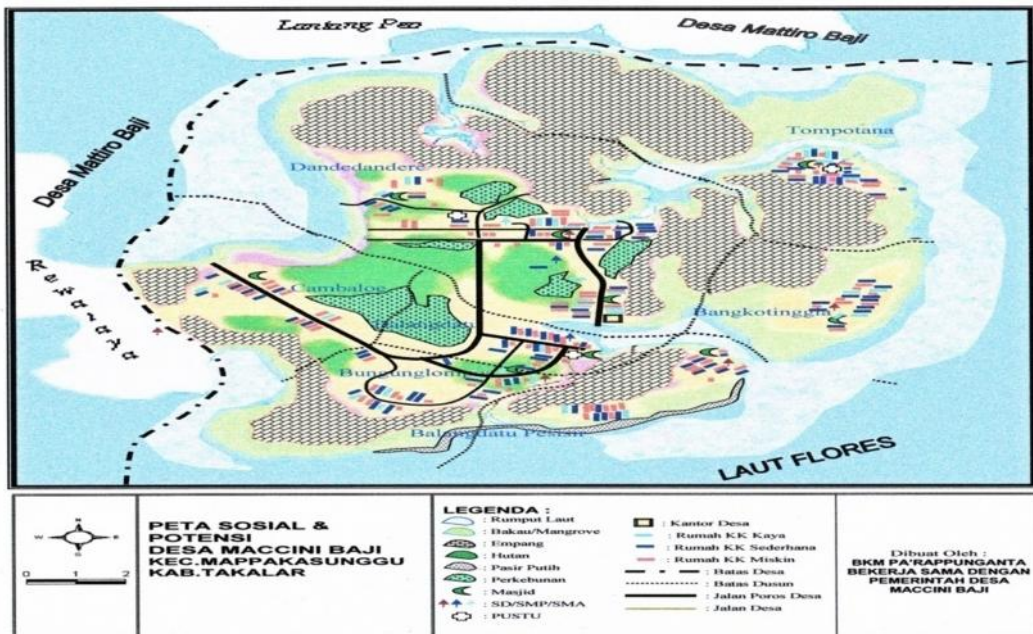 Lantang Peo
Desa Mattiro Baji
Desa Mattiro Baji
Rewataya
Tompotana
Dandedandere
Cambaloe
Bangkotinggia
Balangdatu Pesisir
LAUT FLORES
PETA SOSIAL &
POTENSI
DESA MACCINI BAJI
KEC.MAPPAKASUNGGU
KAB.TAKALAR
N
W
E
S
0 1 2
LEGENDA :
: Rumput Laut
: Bakau/Mangrove
: Empang
: Hutan
: Pasir Putih
: Perkebunan
: Masjid
: SD/SMP/SMA
: PUSTU
: Kantor Desa
: Rumah KK Kaya
: Rumah KK Sederhana
: Rumah KK Miskin
: Batas Desa
: Batas Dusun
: Jalan Poros Desa
: Jalan Desa
Dibuat Oleh :
BKM PA'RAPPUNGANTA
BEKERJA SAMA DENGAN
PEMERINTAH DESA
MACCINI BAJI